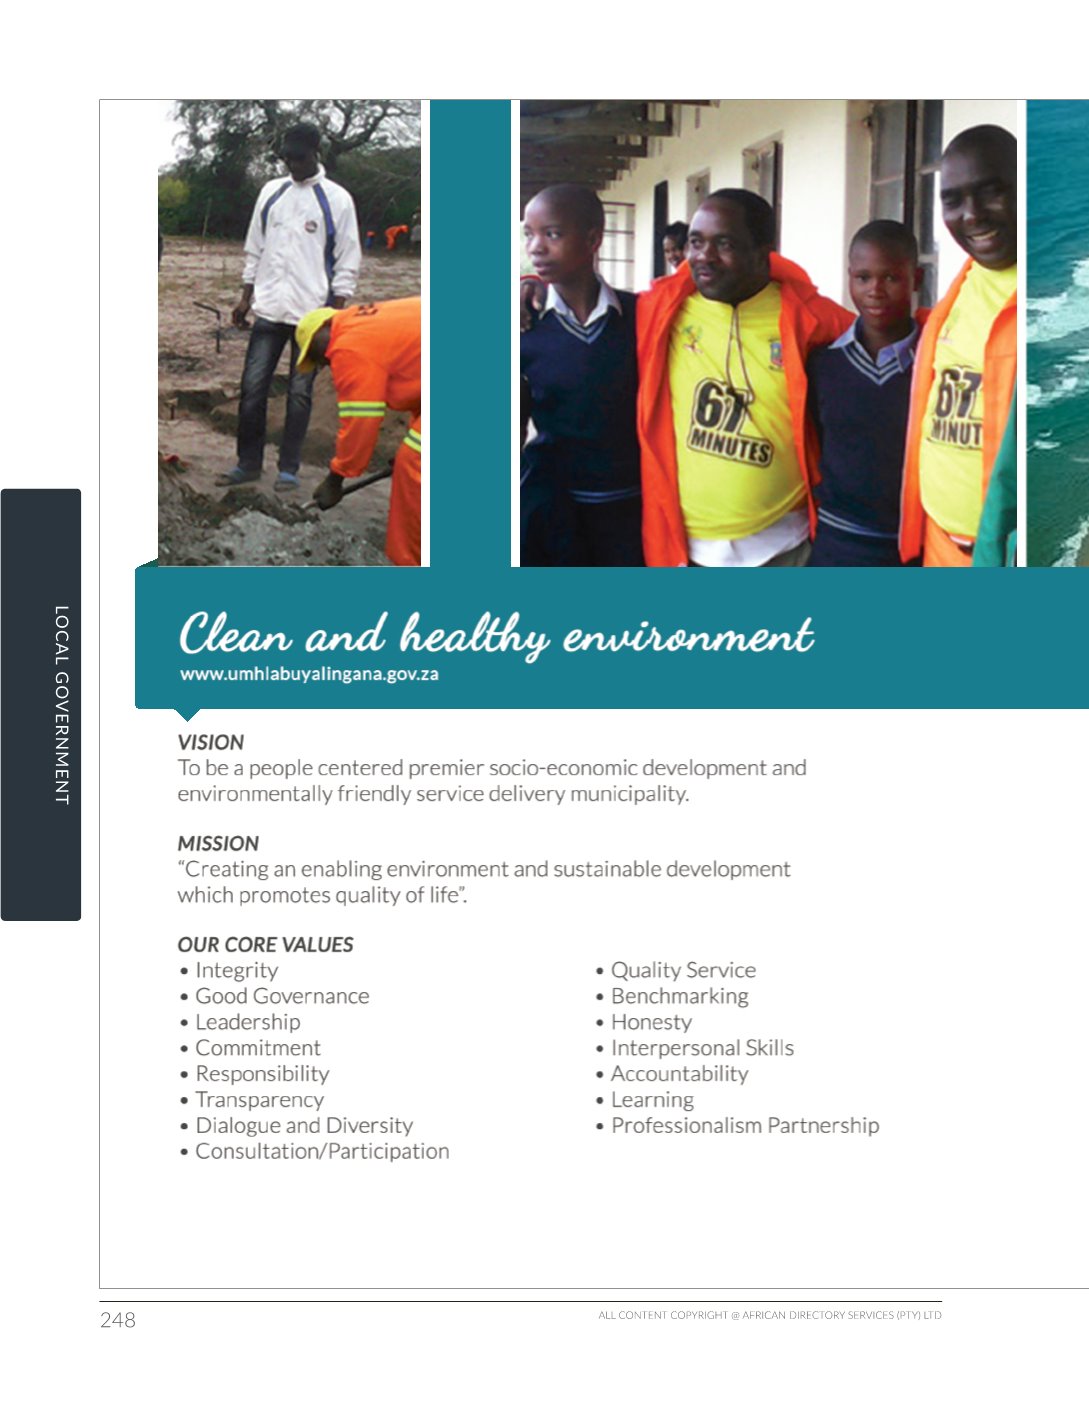 67
MINUTES
67
MINUT
LOCAL GOVERNMENT
Clean and healthy environment
www.umhlabuyalingana.gov.za
VISION
To be a people centered premier socio-economic development and
environmentally friendly service delivery municipality.
MISSION
“Creating an enabling environment and sustainable development
which promotes quality of life”.
OUR CORE VALUES
• Integrity
• Good Governance
• Leadership
• Commitment
• Responsibility
• Transparency
• Dialogue and Diversity
• Consultation/Participation
• Quality Service
• Benchmarking
• Honesty
• Interpersonal Skills
• Accountability
• Learning
• Professionalism Partnership
248
ALL CONTENT COPYRIGHT @ AFRICAN DIRECTORY SERVICES (PTY) LTD